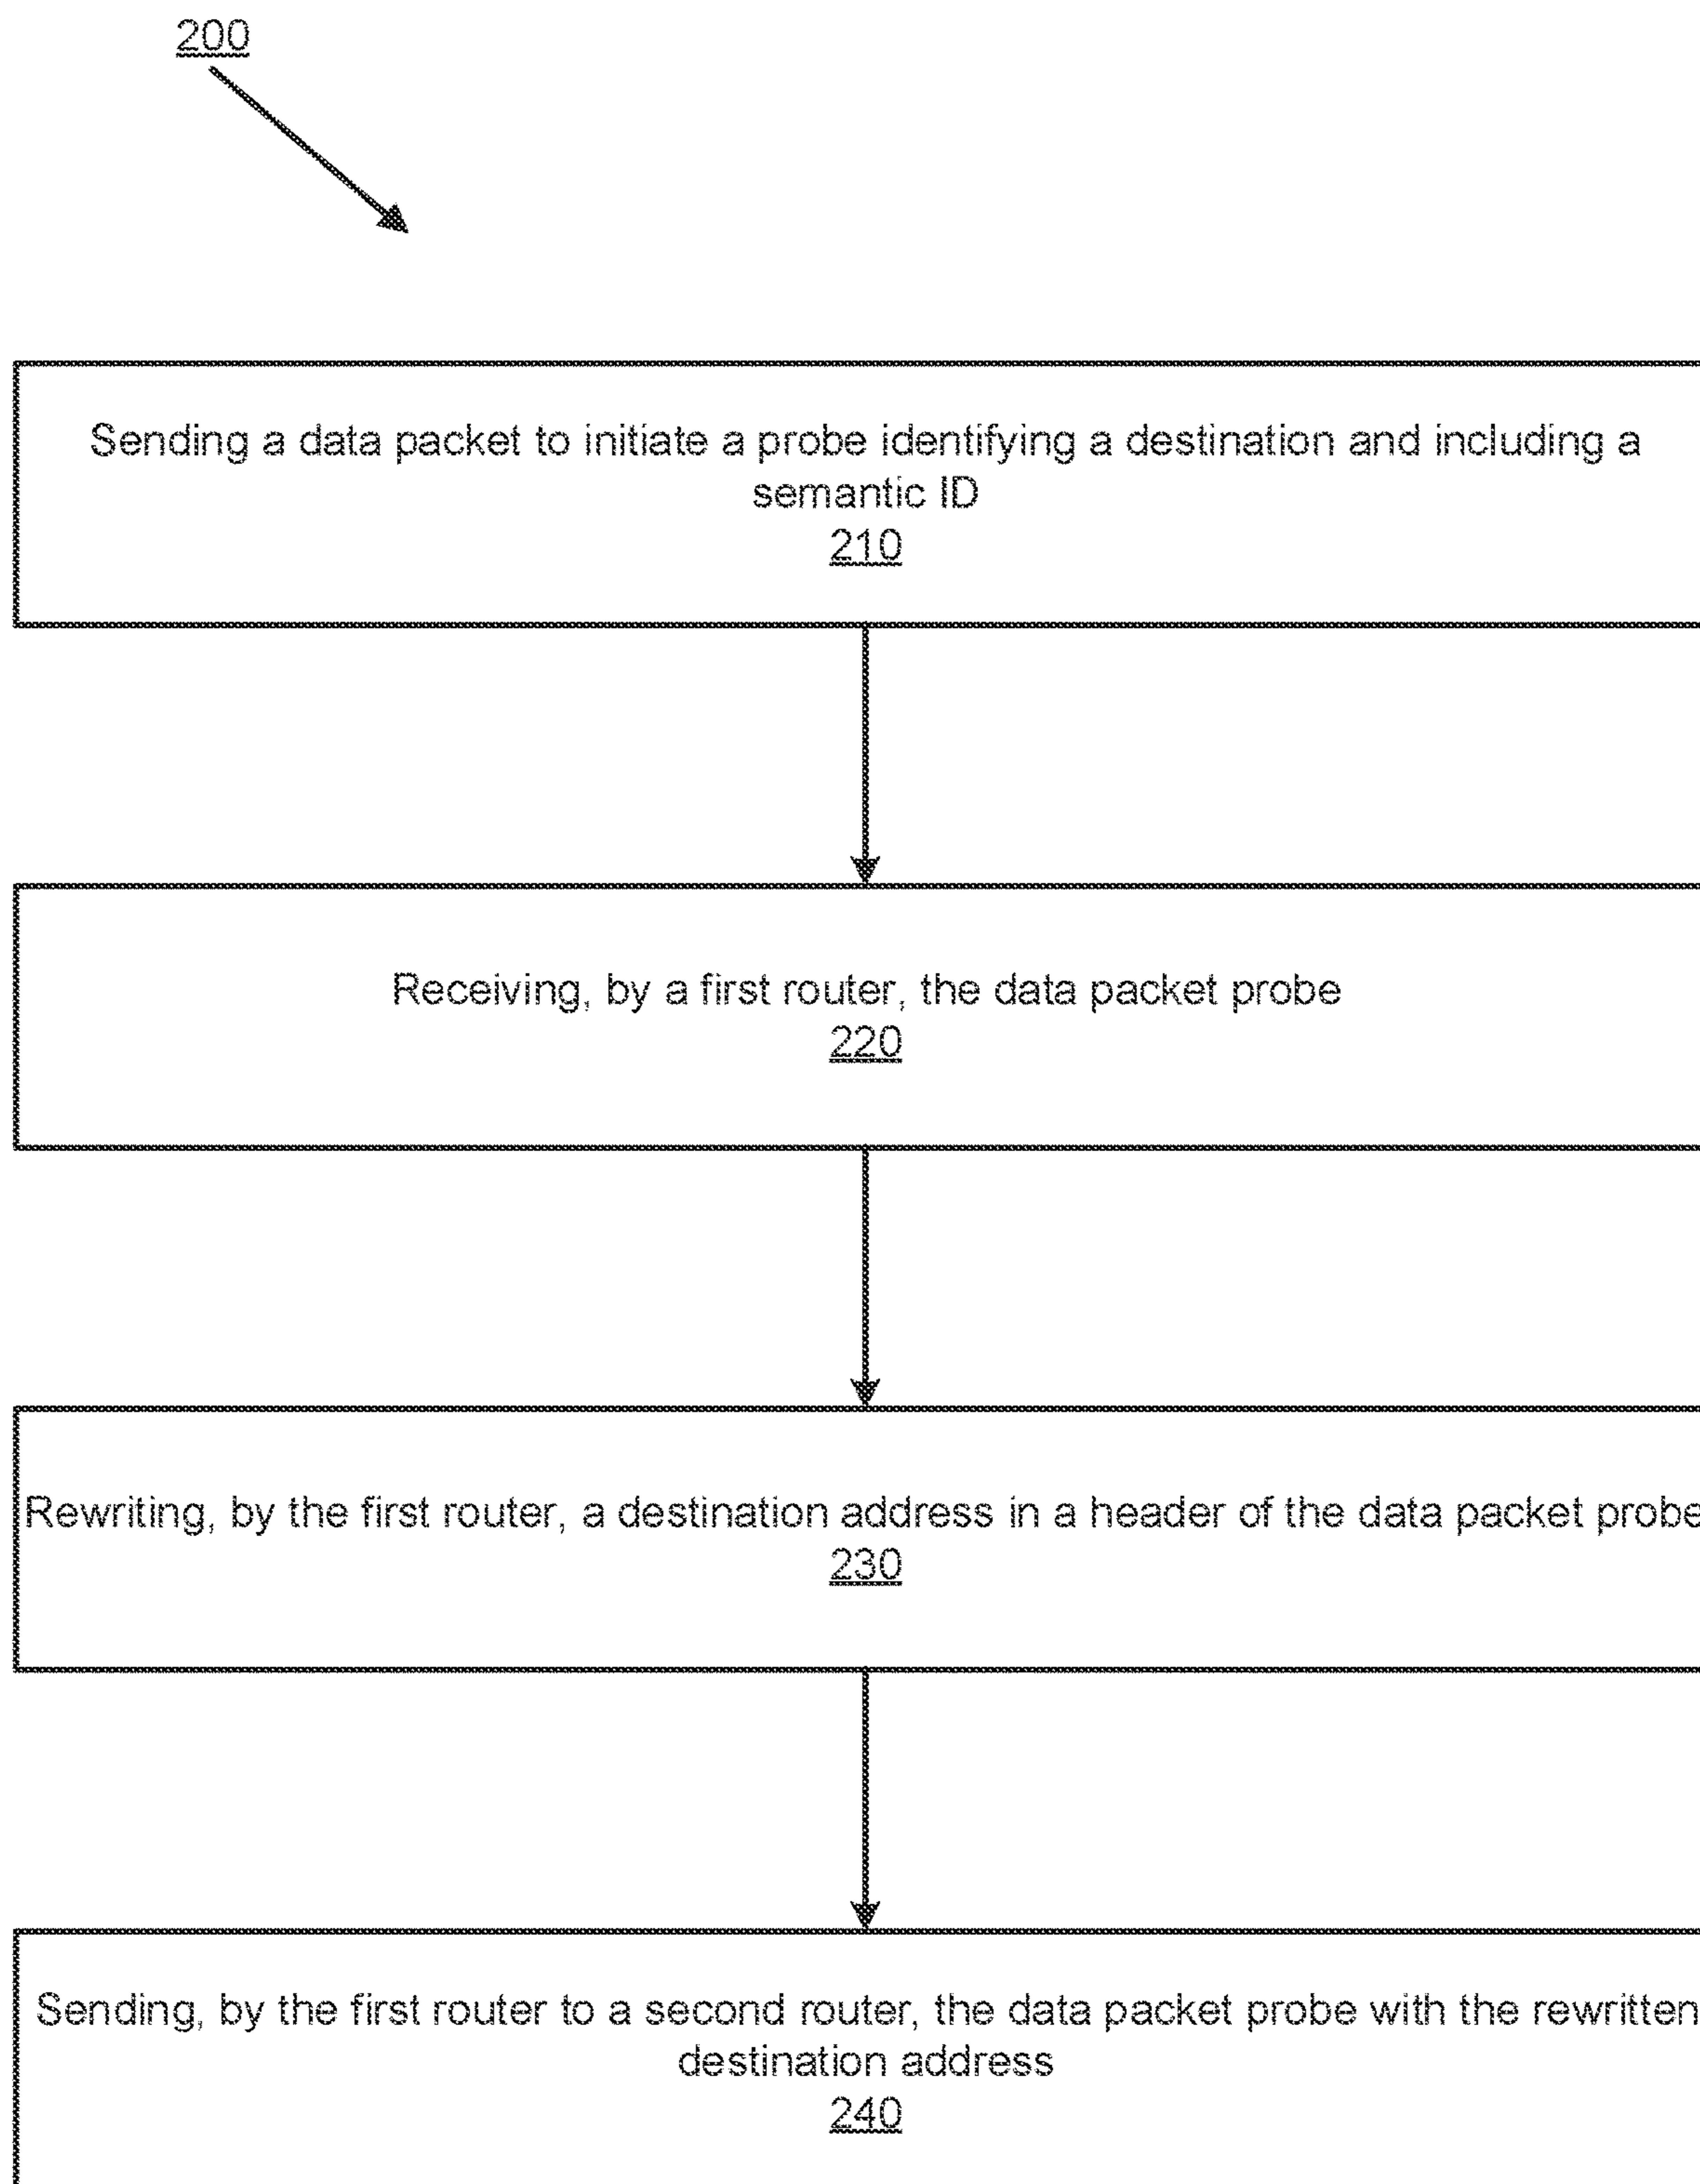 200
Sending a data packet to initiate a probe identifying a destination and including a
semantic ID
210
Receiving, by a first router, the data packet probe
220
Rewriting, by the first router, a destination address in a header of the data packet probe
230
Sending, by the first router to a second router, the data packet probe with the rewritten
destination address
240